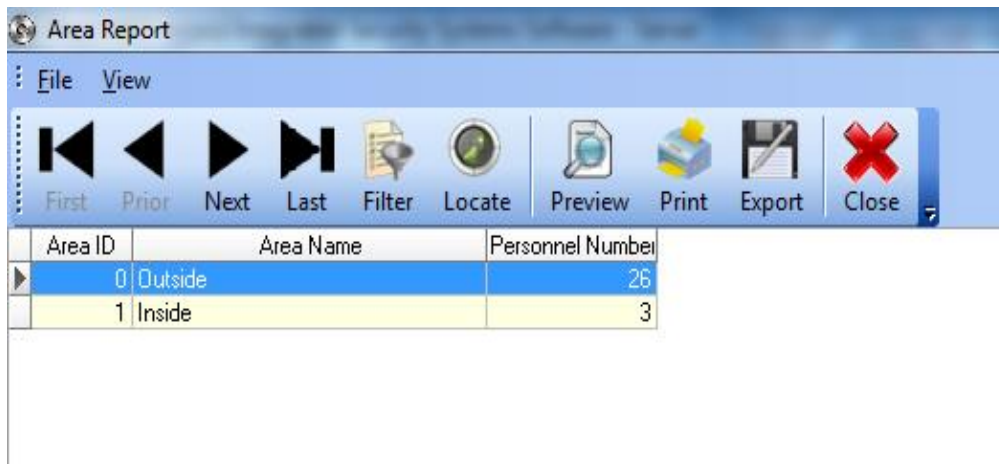 Area Report
File View
First Prior Next Last Filter Locate Preview Print Export Close
Area ID Area Name Personnel Number
0 Outside 26
1 Inside 3